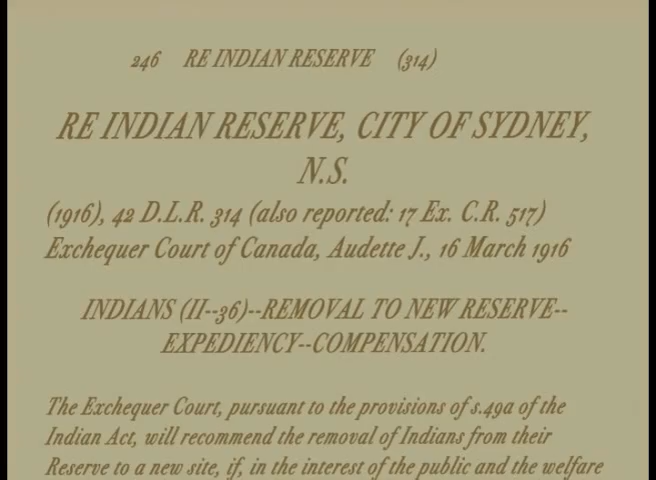 246 RE INDIAN RESERVE (314)
RE INDIAN RESERVE, CITY OF SYDNEY,
N.S.
(1916), 42 D.L.R. 314 (also reported: 17 Ex. C.R. 517)
Exchequer Court of Canada, Audette J., 16 March 1916
INDIANS (II--36)--REMOVAL TO NEW RESERVE--
EXPEDIENCY--COMPENSATION.
The Exchequer Court, pursuant to the provisions of s.49a of the
Indian Act, will recommend the removal of Indians from their
Reserve to a new site, if, in the interest of the public and the welfare